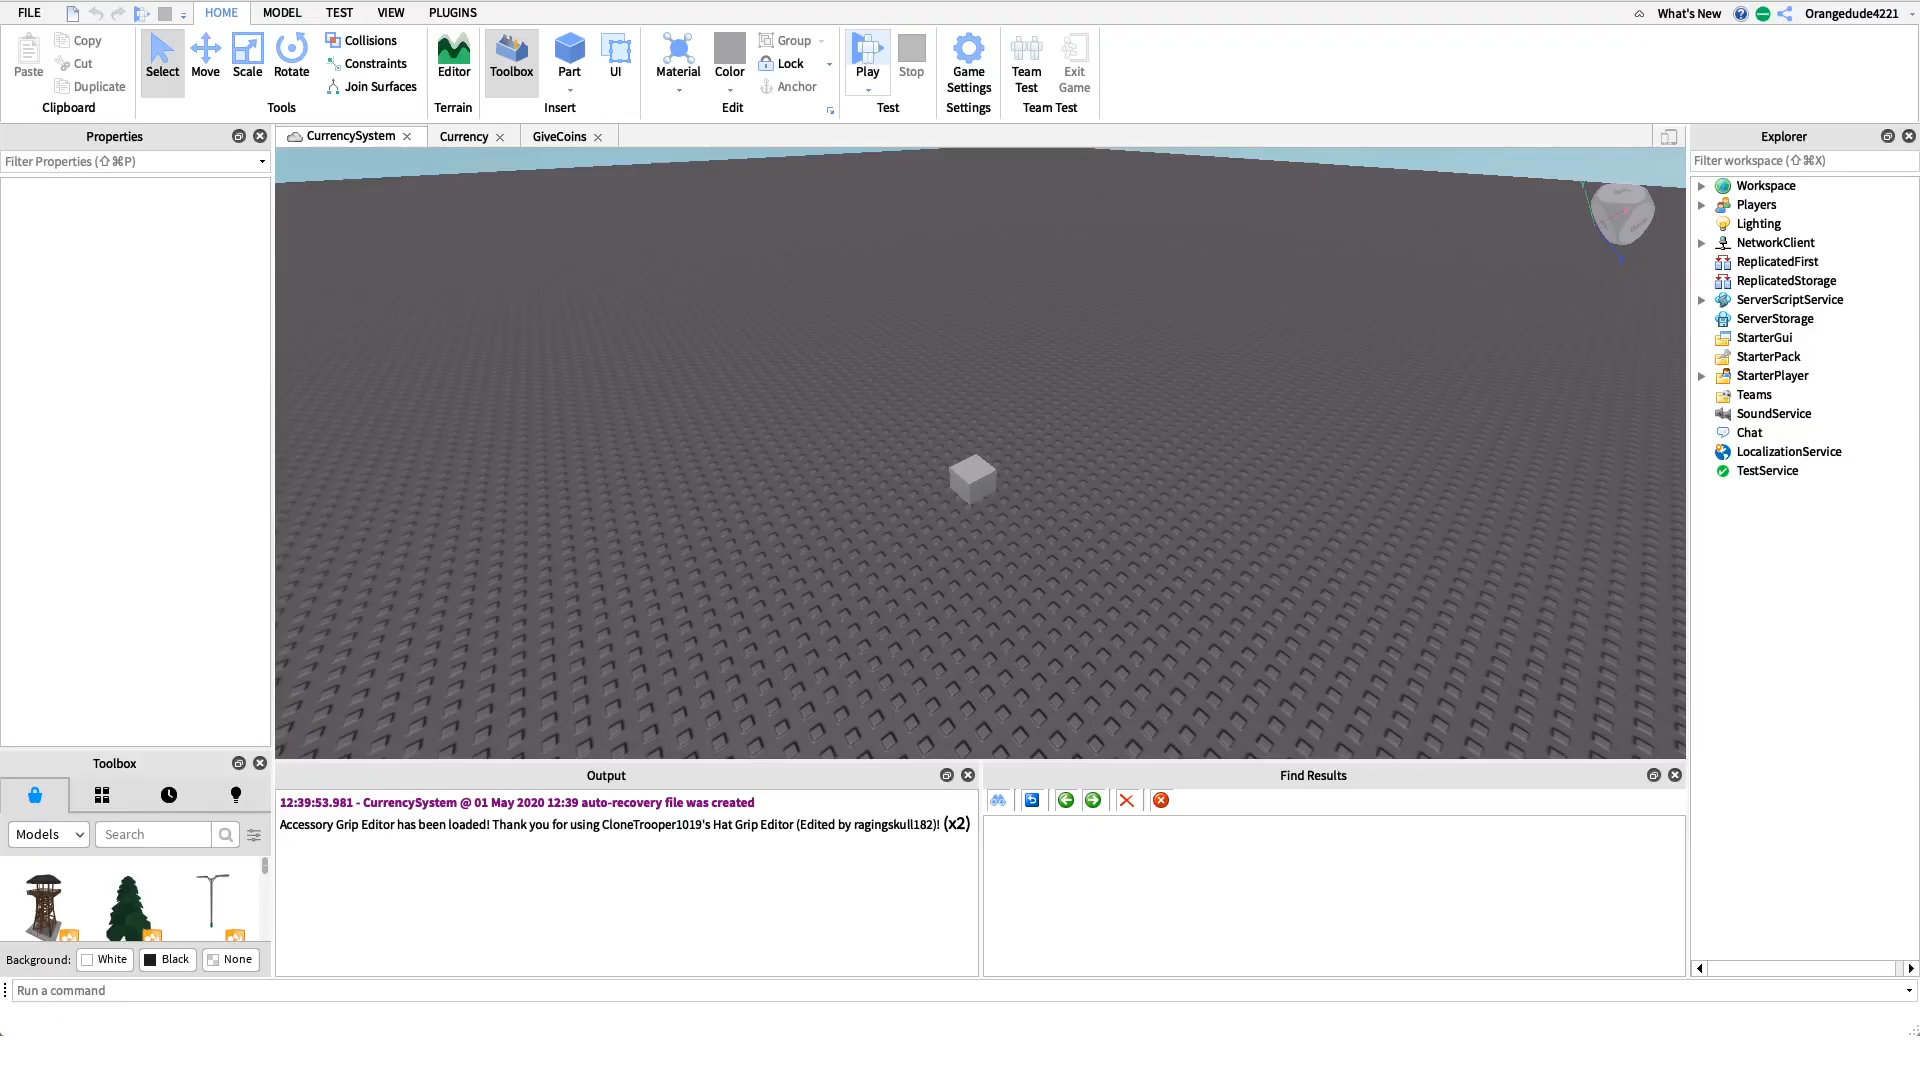 FILE HOME MODEL TEST VIEW PLUGINS What's New Orangedude4221
Paste Copy Cut Duplicate
Clipboard
Select Move Scale Rotate
Collisions
Constraints
Join Surfaces
Tools
Editor
Terrain
Toolbox Part UI
Insert
Material Color Group Lock Anchor
Edit
Play Stop
Test
Game Settings
Settings
Team Test Exit Game
Team Test
Properties
Filter Properties (⇧⌘P)
CurrencySystem Currency GiveCoins
Explorer
Filter workspace (⇧⌘X)
Workspace
Players
Lighting
NetworkClient
ReplicatedFirst
ReplicatedStorage
ServerScriptService
ServerStorage
StarterGui
StarterPack
StarterPlayer
Teams
SoundService
Chat
LocalizationService
TestService
Toolbox
Models Search
Background: White Black None
Output
12:39:53.981 - CurrencySystem @ 01 May 2020 12:39 auto-recovery file was created
Accessory Grip Editor has been loaded! Thank you for using CloneTrooper1019's Hat Grip Editor (Edited by ragingskull182)! (x2)
Find Results
Run a command